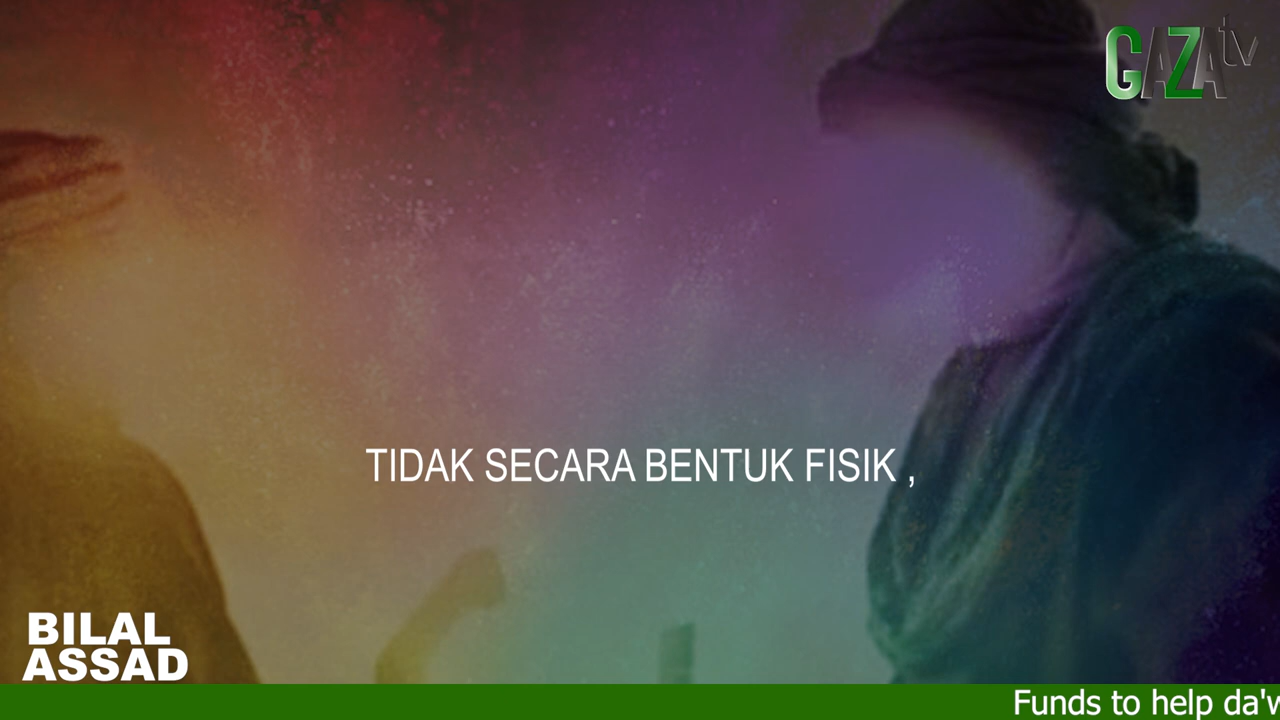 GAZA tv
TIDAK SECARA BENTUK FISIK ,
BILAL
ASSAD
Funds to help da'w